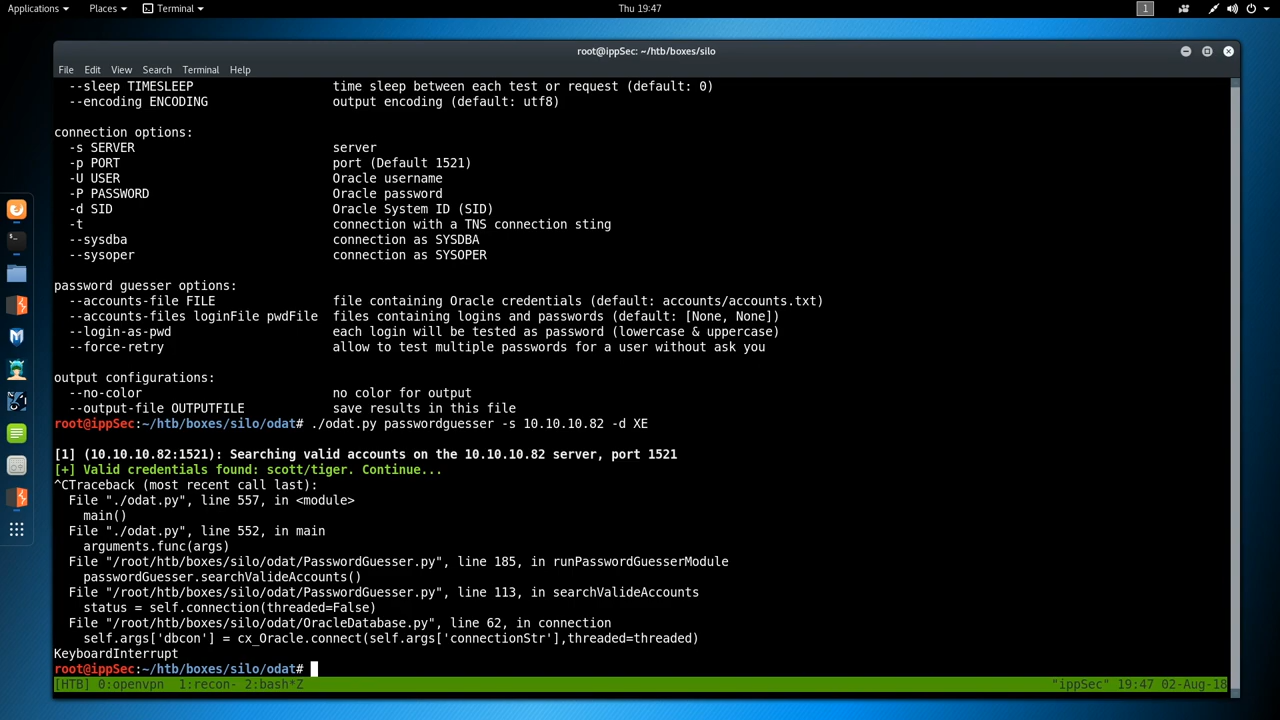 Applications Places Terminal Thu 19:47 1
root@ippSec: ~/htb/boxes/silo
File Edit View Search Terminal Help
--sleep TIMESLEEP time sleep between each test or request (default: 0)
--encoding ENCODING output encoding (default: utf8)
connection options:
-s SERVER server
-p PORT port (Default 1521)
-U USER Oracle username
-P PASSWORD Oracle password
-d SID Oracle System ID (SID)
-t connection with a TNS connection sting
--sysdba connection as SYSDBA
--sysoper connection as SYSOPER
password guesser options:
--accounts-file FILE file containing Oracle credentials (default: accounts/accounts.txt)
--accounts-files loginFile pwdFile files containing logins and passwords (default: [None, None])
--login-as-pwd each login will be tested as password (lowercase & uppercase)
--force-retry allow to test multiple passwords for a user without ask you
output configurations:
--no-color no color for output
--output-file OUTPUTFILE save results in this file
root@ippSec:~/htb/boxes/silo/odat# ./odat.py passwordguesser -s 10.10.10.82 -d XE
[1] (10.10.10.82:1521): Searching valid accounts on the 10.10.10.82 server, port 1521
[+] Valid credentials found: scott/tiger. Continue...
^CTraceback (most recent call last):
File "./odat.py", line 557, in <module>
main()
File "./odat.py", line 552, in main
arguments.func(args)
File "/root/htb/boxes/silo/odat/PasswordGuesser.py", line 185, in runPasswordGuesserModule
passwordGuesser.searchValideAccounts()
File "/root/htb/boxes/silo/odat/PasswordGuesser.py", line 113, in searchValideAccounts
status = self.connection(threaded=False)
File "/root/htb/boxes/silo/odat/OracleDatabase.py", line 62, in connection
self.args['dbcon'] = cx_Oracle.connect(self.args['connectionStr'],threaded=threaded)
KeyboardInterrupt
root@ippSec:~/htb/boxes/silo/odat#
[HTB] 0:openvpn 1:recon- 2:bash*Z "ippSec" 19:47 02-Aug-18